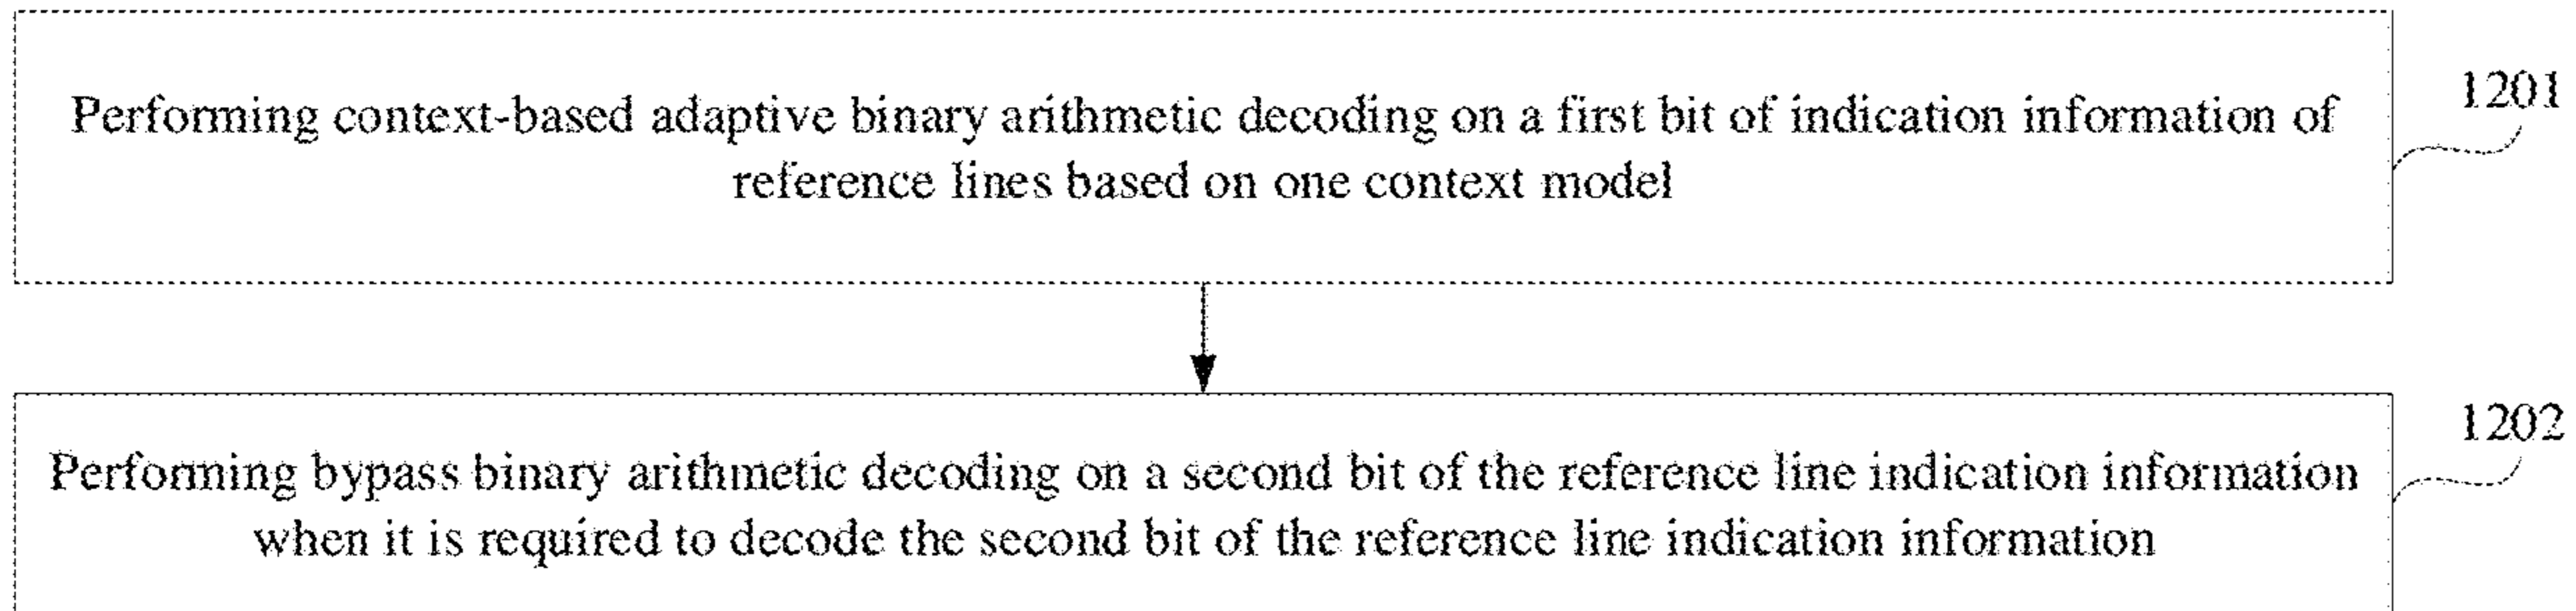 Performing context-based adaptive binary arithmetic decoding on a first bit of indication information of
reference lines based on one context model
1201
Performing bypass binary arithmetic decoding on a second bit of the reference line indication information
when it is required to decode the second bit of the reference line indication information
1202